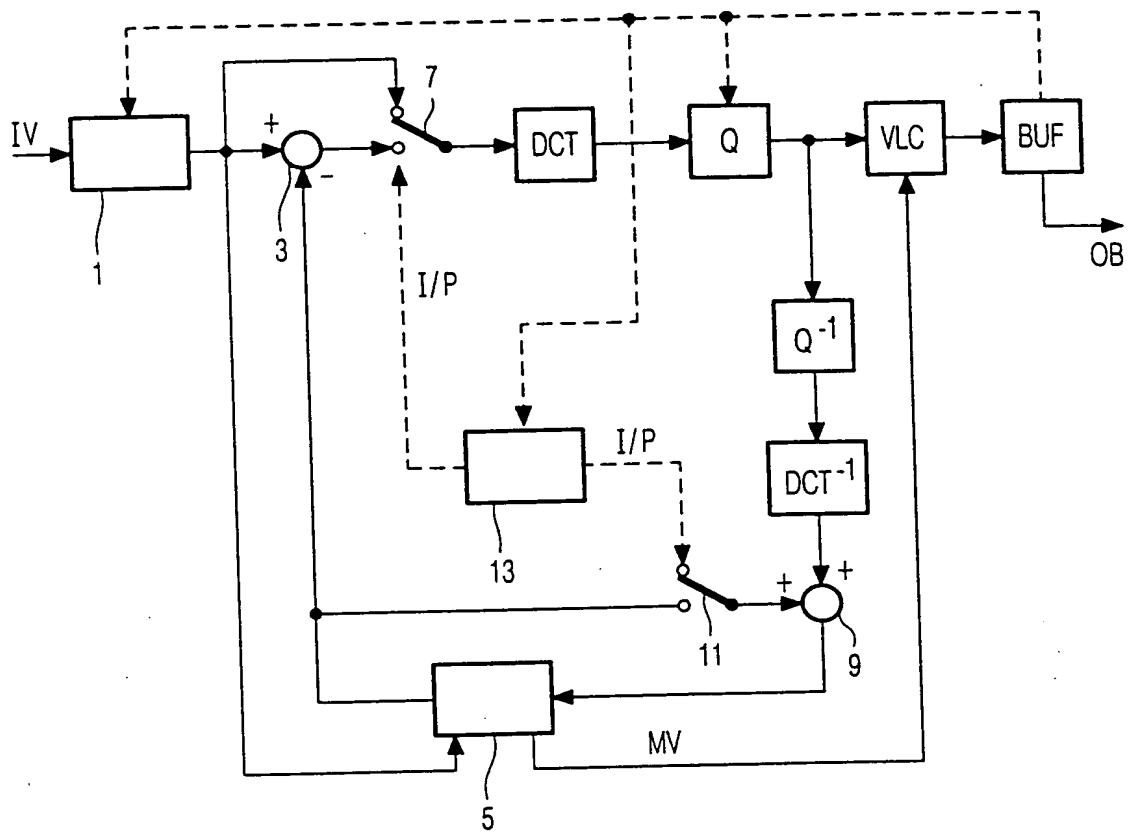 IV
1
+
-
3
7
DCT
Q
VLC
BUF
OB
I/P
Q-1
I/P
DCT-1
13
+
+
11
9
MV
5